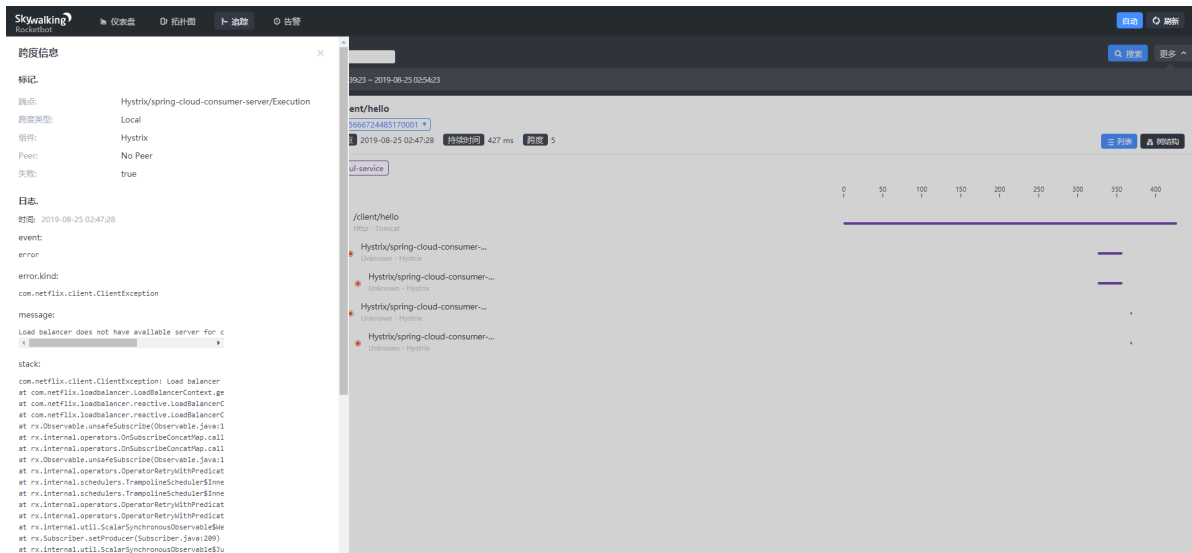 Skywalking
Rocketbot
仪表盘
拓扑图
追踪
告警
自动
刷新
跨度信息
×
搜索
更多
标记.
端点: Hystrix/spring-cloud-consumer-server/Execution
跨度类型: Local
组件: Hystrix
Peer: No Peer
失败: true
日志.
时间: 2019-08-25 02:47:28
event:
error
error.kind:
com.netflix.client.ClientException
message:
Load balancer does not have available server for c
stack:
com.netflix.client.ClientException: Load balancer
at com.netflix.loadbalancer.LoadBalancerContext.ge
at com.netflix.loadbalancer.reactive.LoadBalancerC
at com.netflix.loadbalancer.reactive.LoadBalancerC
at rx.Observable.unsafeSubscribe(Observable.java:1
at rx.internal.operators.OnSubscribeConcatMap.call
at rx.internal.operators.OnSubscribeConcatMap.call
at rx.Observable.unsafeSubscribe(Observable.java:1
at rx.internal.operators.OperatorRetryWithPredicat
at rx.internal.schedulers.TrampolineScheduler$Inne
at rx.internal.schedulers.TrampolineScheduler$Inne
at rx.internal.operators.OperatorRetryWithPredicat
at rx.internal.operators.OperatorRetryWithPredicat
at rx.internal.util.ScalarSynchronousObservable$We
at rx.Subscriber.setProducer(Subscriber.java:209)
at rx.internal.util.ScalarSynchronousObservable$Ju
39:23 ~ 2019-08-25 02:54:23
ent/hello
5666724485170001
2019-08-25 02:47:28 持续时间 427 ms 跨度 5
列表
树结构
ul-service
0 50 100 150 200 250 300 350 400
/client/hello
Http - Tomcat
Hystrix/spring-cloud-consumer-...
Unknown - Hystrix
Hystrix/spring-cloud-consumer-...
Unknown - Hystrix
Hystrix/spring-cloud-consumer-...
Unknown - Hystrix
Hystrix/spring-cloud-consumer-...
Unknown - Hystrix